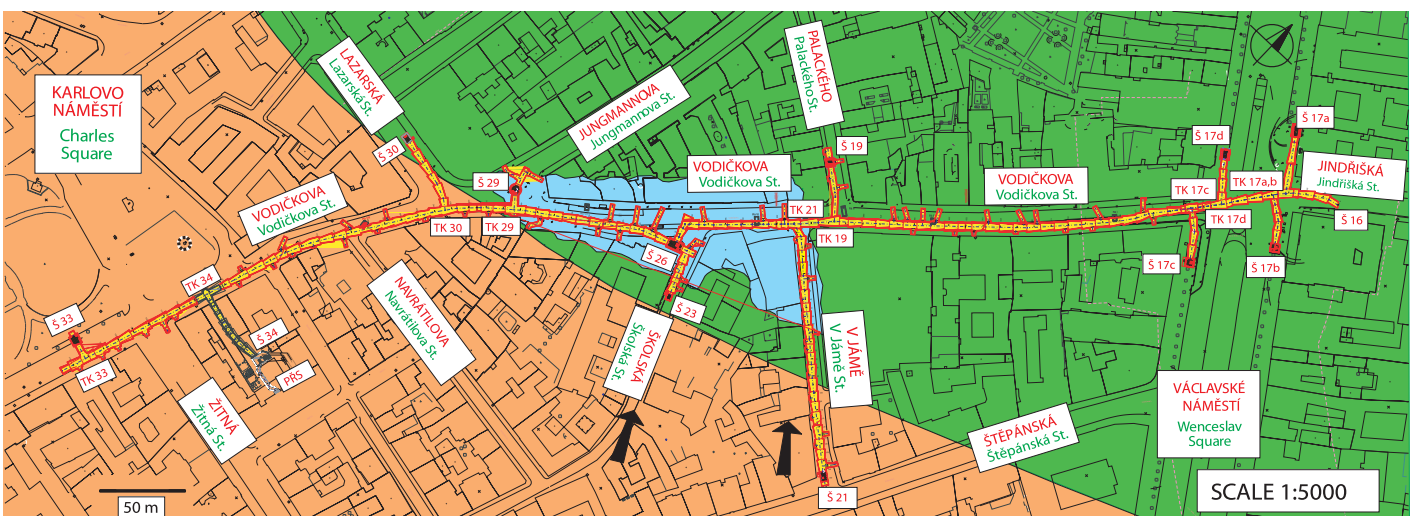 KARLOVO
NÁMĚSTÍ
Charles
Square
LAZARSKÁ
Lazarská St.
JUNGMANNOVA
Jungmannova St.
PALACKÉHO
Palackého St.
Š 30
Š 29
Š 19
Š 17d
Š 17a
VODIČKOVA
Vodičkova St.
VODIČKOVA
Vodičkova St.
VODIČKOVA
Vodičkova St.
TK 17c
TK 17a,b
JINDŘIŠKÁ
Jindřišká St.
TK 30
TK 29
TK 21
TK 19
TK 17d
Š 16
Š 26
Š 17c
Š 17b
TK 34
Š 33
Š 34
TK 33
PŘS
NAVRÁTILOVA
Navrátilova St.
Š 23
ŠKOLSKÁ
Školská St.
V JÁMĚ
V Jámě St.
ŽITNÁ
Žitná St.
ŠTĚPÁNSKÁ
Štěpánská St.
VÁCLAVSKÉ
NÁMĚSTÍ
Wenceslav
Square
Š 21
50 m
SCALE 1:5000